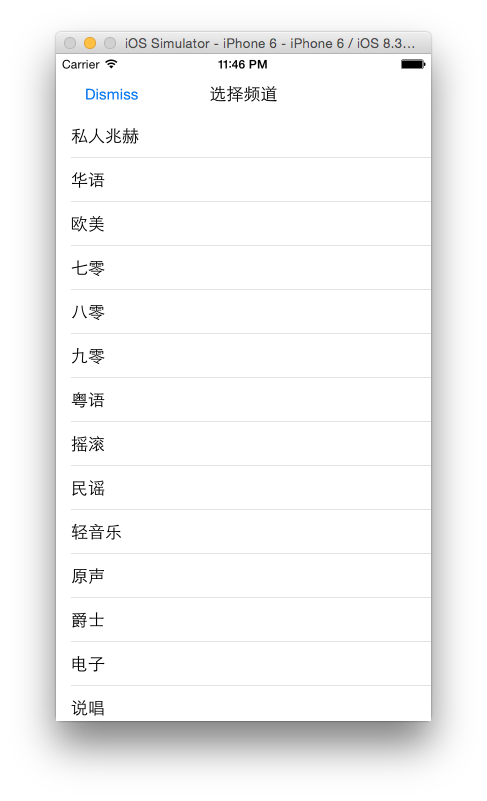 iOS Simulator - iPhone 6 - iPhone 6 / iOS 8.3…
Carrier 11:46 PM
Dismiss 选择频道
私人兆赫
华语
欧美
七零
八零
九零
粤语
摇滚
民谣
轻音乐
原声
爵士
电子
说唱